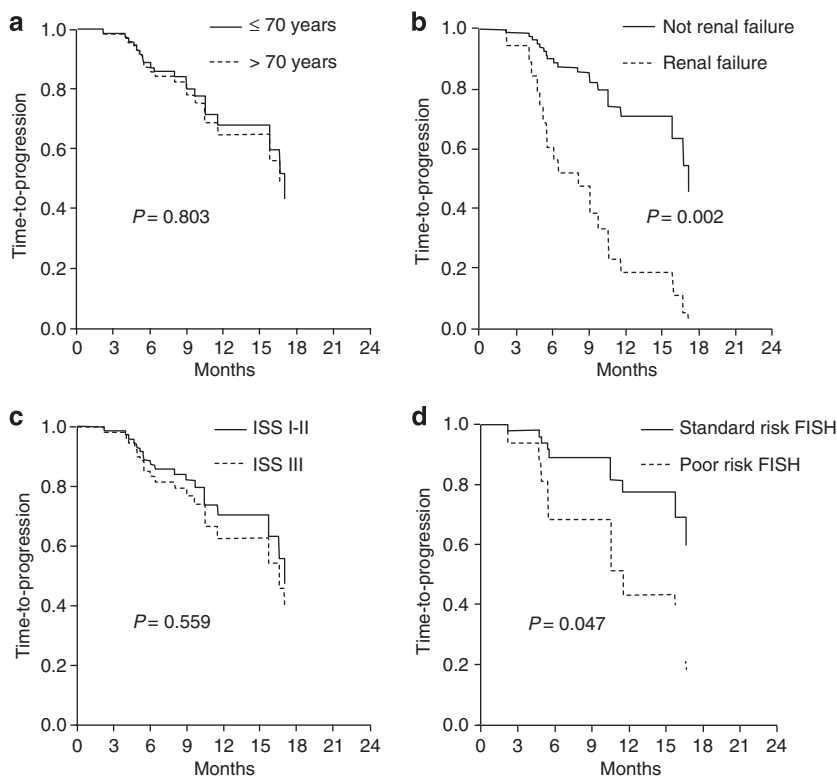 a
≤ 70 years
> 70 years
1.0
0.8
0.6
0.4
0.2
0.0
Time-to-progression
P = 0.803
0 3 6 9 12 15 18 21 24
Months
b
Not renal failure
Renal failure
1.0
0.8
0.6
0.4
0.2
0.0
Time-to-progression
P = 0.002
0 3 6 9 12 15 18 21 24
Months
c
ISS I-II
ISS III
1.0
0.8
0.6
0.4
0.2
0.0
Time-to-progression
P = 0.559
0 3 6 9 12 15 18 21 24
Months
d
Standard risk FISH
Poor risk FISH
1.0
0.8
0.6
0.4
0.2
0.0
Time-to-progression
P = 0.047
0 3 6 9 12 15 18 21 24
Months